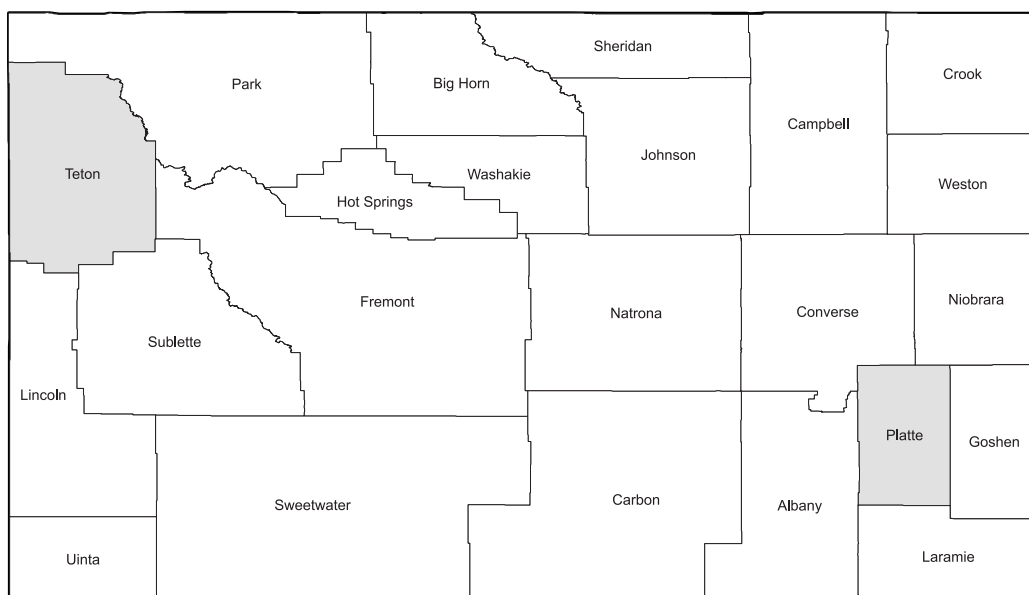 Sheridan
Park
Big Horn
Crook
Campbell
Johnson
Teton
Washakie
Weston
Hot Springs
Fremont
Niobrara
Natrona
Converse
Sublette
Lincoln
Platte
Goshen
Sweetwater
Carbon
Albany
Uinta
Laramie